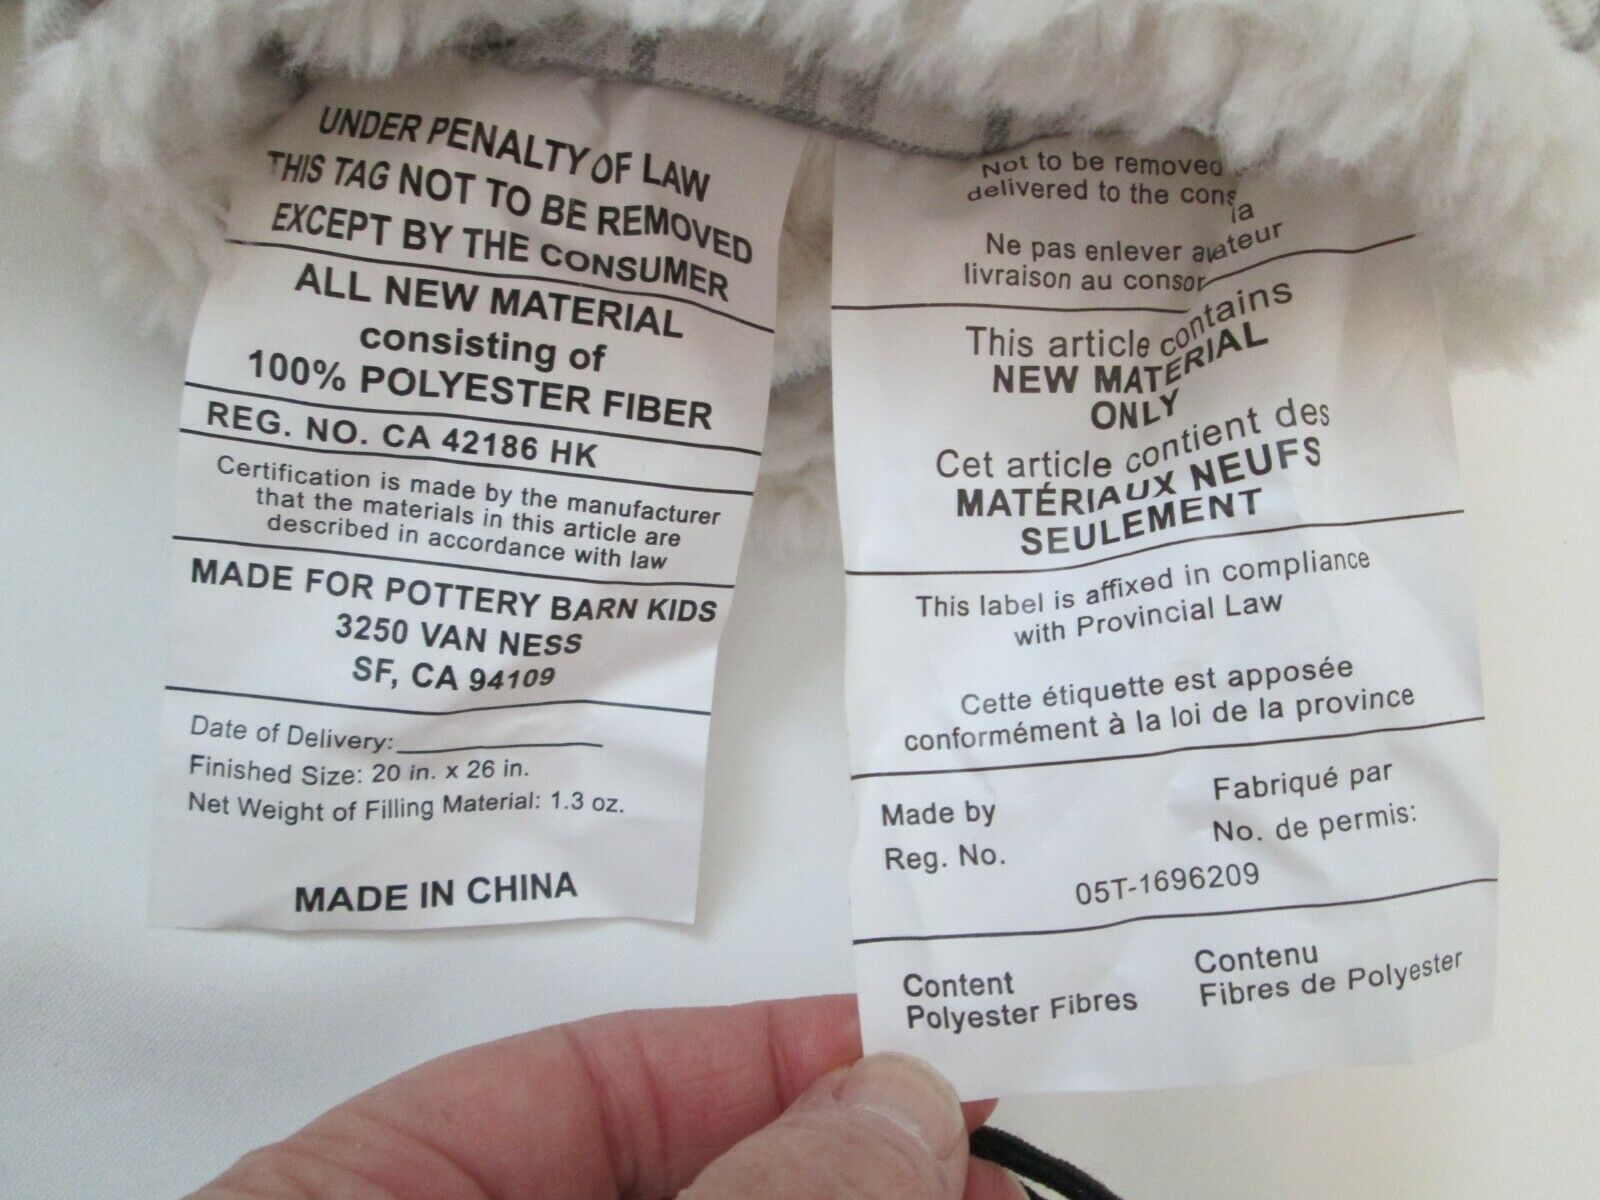 UNDER PENALTY OF LAW
THIS TAG NOT TO BE REMOVED
EXCEPT BY THE CONSUMER
ALL NEW MATERIAL
consisting of
100% POLYESTER FIBER
REG. NO. CA 42186 HK
Certification is made by the manufacturer
that the materials in this article are
described in accordance with law
MADE FOR POTTERY BARN KIDS
3250 VAN NESS
SF, CA 94109
Date of Delivery:
Finished Size: 20 in. x 26 in.
Net Weight of Filling Material: 1.3 oz.
MADE IN CHINA
Not to be removed
delivered to the
Ne pas enlever
la
livraison au
This article contains
NEW MATERIAL
ONLY
Cet article contient des
MATÉRIAUX NEUFS
SEULEMENT
This label is affixed in compliance
with Provincial Law
Cette étiquette est apposée
conformément à la loi de la province
Made by
Reg. No.
Fabriqué par
No. de permis:
05T-1696209
Content
Polyester Fibres
Contenu
Fibres de Polyester